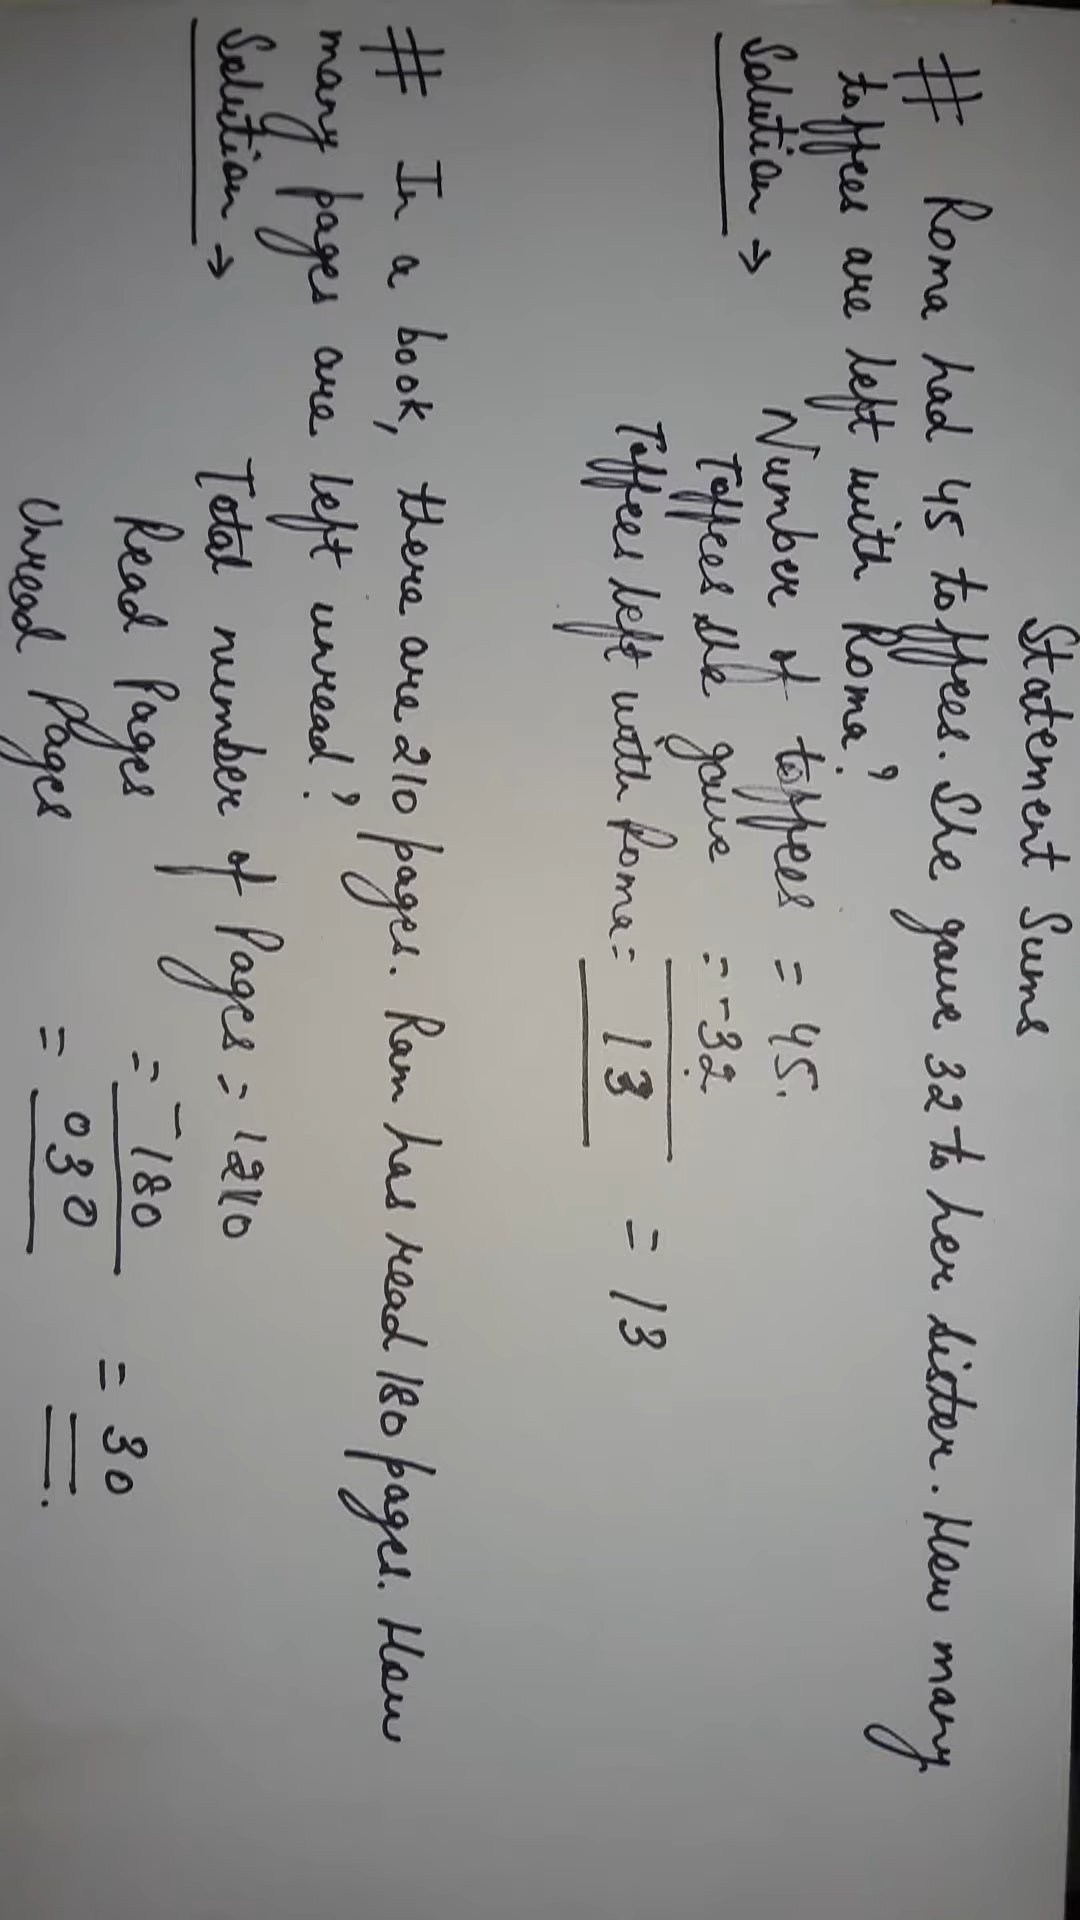 Statement Sums
# Roma had 45 toffees. She gave 32 to her sister. How many
toffees are left with Roma?
Solution →
Number of toffees = 45.
Toffees she gave = -32
Toffees left with Roma = 13 = 13
# In a book, there are 210 pages. Ram has read 180 pages. How
many pages are left unread?
Solution →
Total number of Pages =
Read Pages = -180
Unread Pages = 030 = 30